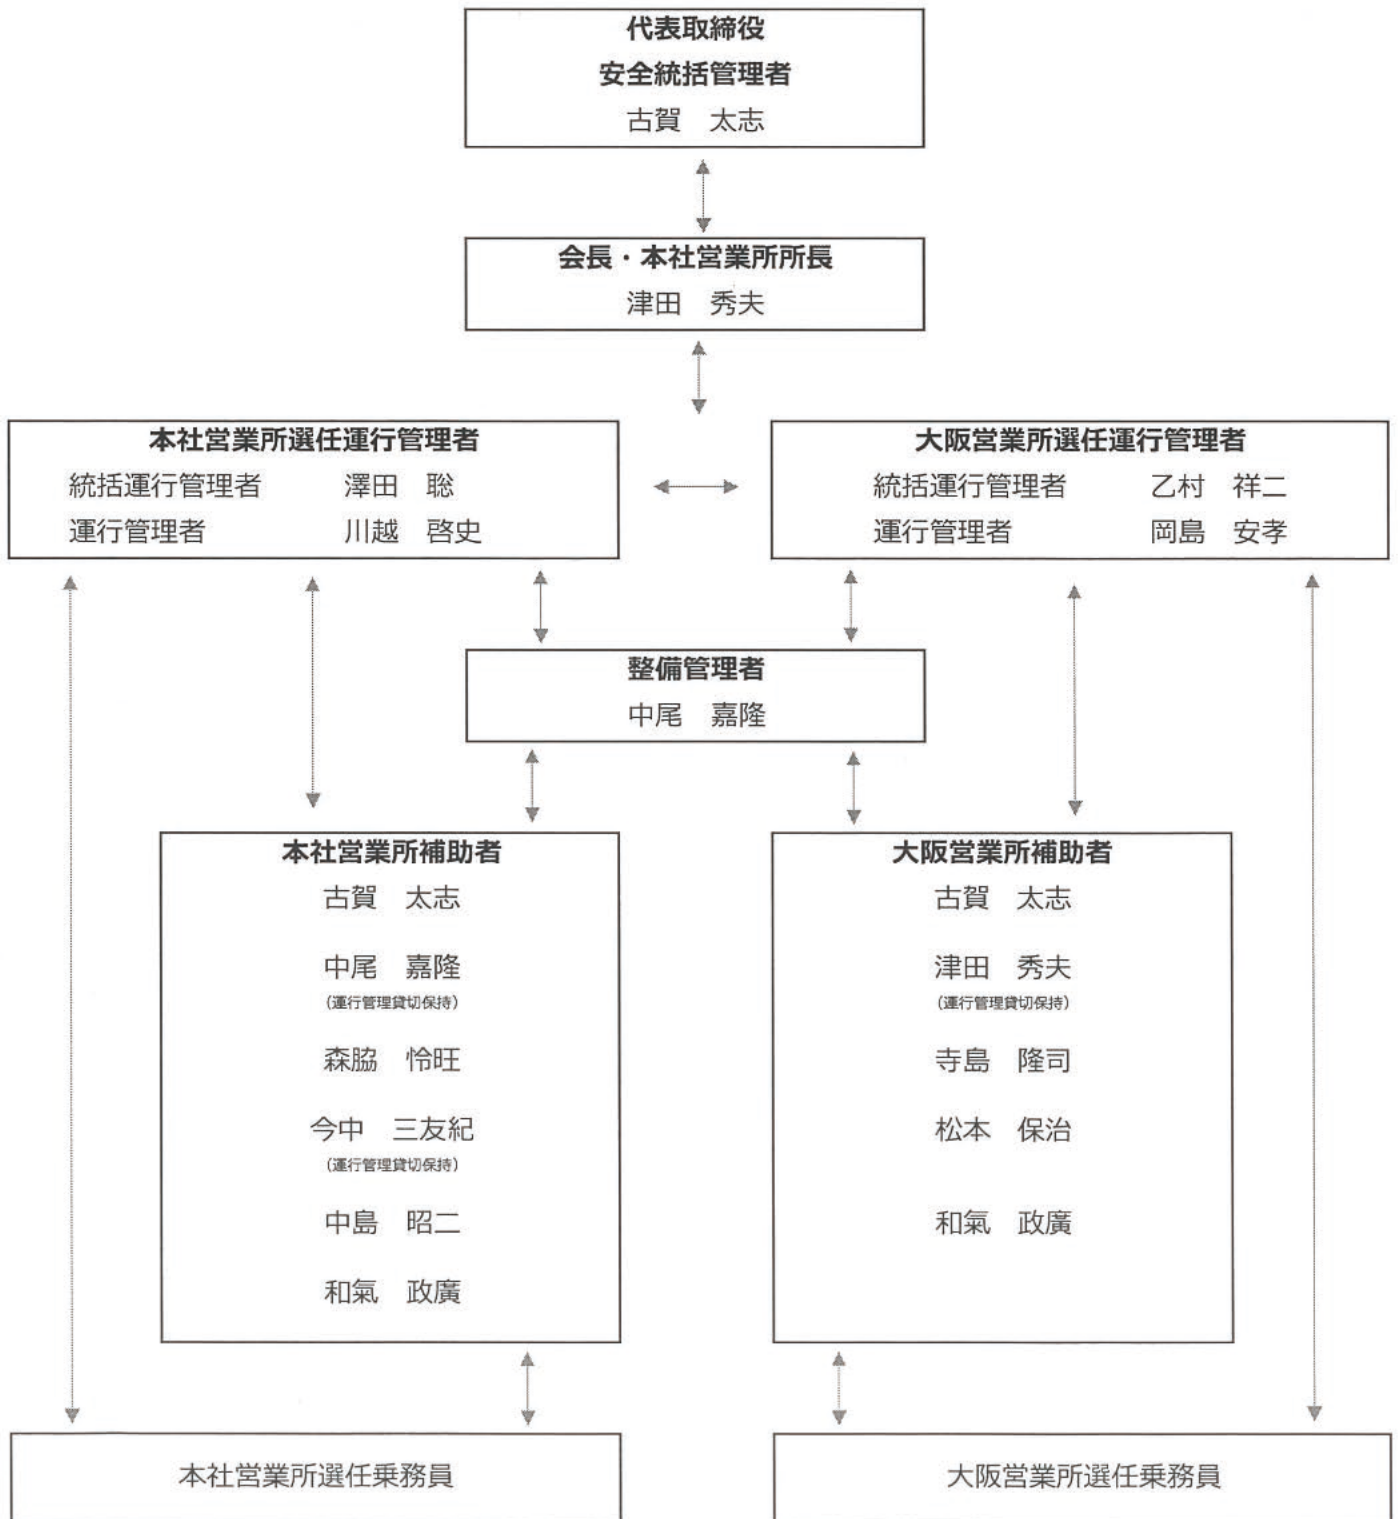 代表取締役
安全統括管理者
古賀　太志
会長・本社営業所所長
津田　秀夫
本社営業所選任運行管理者
統括運行管理者　澤田　聡
運行管理者　川越　啓史
大阪営業所選任運行管理者
統括運行管理者　乙村　祥二
運行管理者　岡島　安孝
整備管理者
中尾　嘉隆
本社営業所補助者
古賀　太志
中尾　嘉隆
（運行管理貸切保持）
森脇　怜旺
今中　三友紀
（運行管理貸切保持）
中島　昭二
和氣　政廣
大阪営業所補助者
古賀　太志
津田　秀夫
（運行管理貸切保持）
寺島　隆司
松本　保治
和氣　政廣
本社営業所選任乗務員
大阪営業所選任乗務員